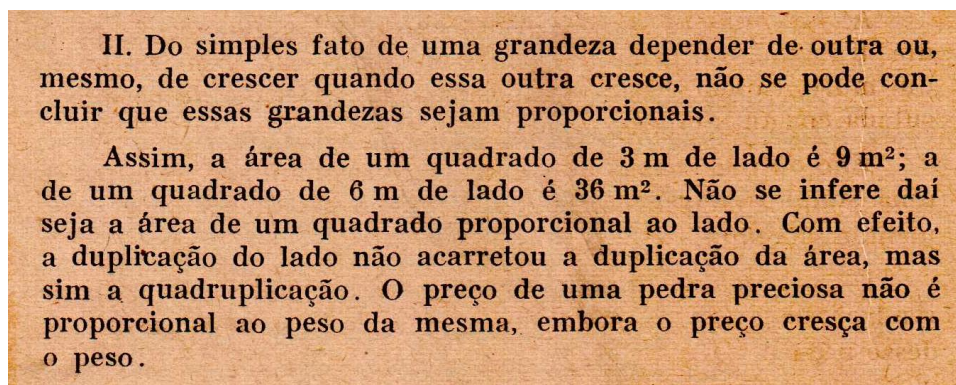 II. Do simples fato de uma grandeza depender de outra ou,
mesmo, de crescer quando essa outra cresce, não se pode con-
cluir que essas grandezas sejam proporcionais.
Assim, a área de um quadrado de 3 m de lado é 9 m²; a
de um quadrado de 6 m de lado é 36 m². Não se infere daí
seja a área de um quadrado proporcional ao lado. Com efeito,
a duplicação do lado não acarretou a duplicação da área, mas
sim a quadruplicação. O preço de uma pedra preciosa não é
proporcional ao peso da mesma, embora o preço cresça com
o peso.